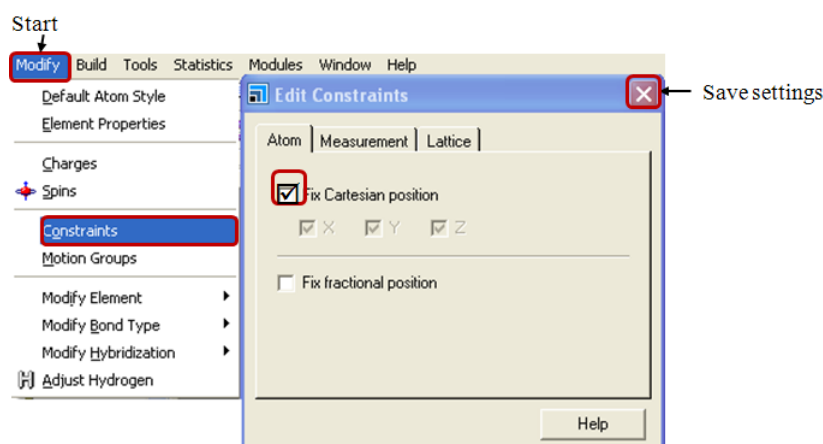 Start
Modify Build Tools Statistics Modules Window Help
Default Atom Style
Element Properties
Charges
Spins
Constraints
Motion Groups
Modify Element
Modify Bond Type
Modify Hybridization
Adjust Hydrogen
Edit Constraints
Save settings
Atom Measurement Lattice
Fix Cartesian position
X Y Z
Fix fractional position
Help